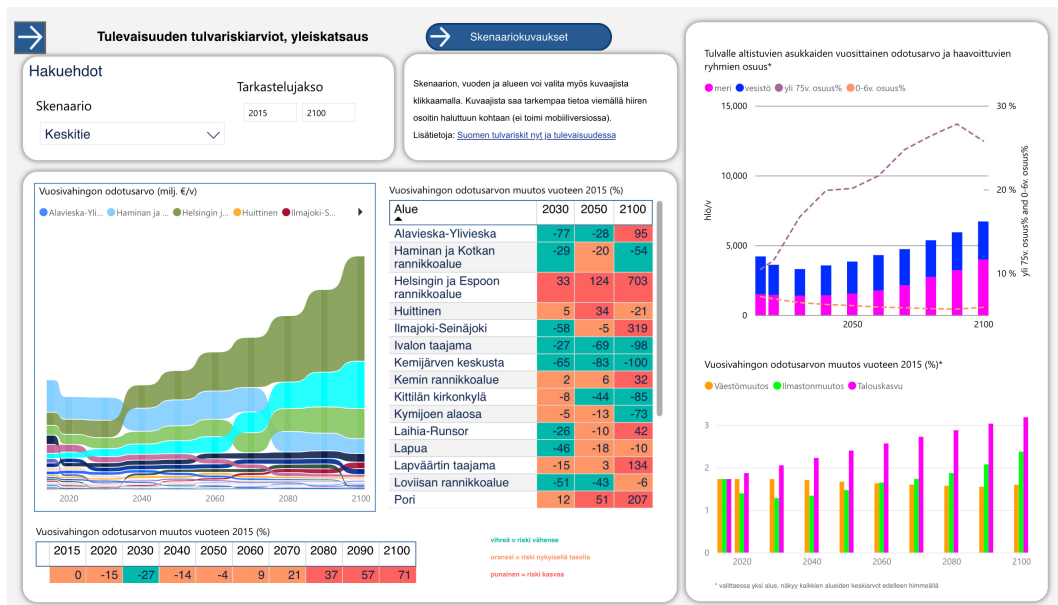 Tulevaisuuden tulvariskiarviot, yleiskatsaus
Skenaariokuvaukset
Hakuehdot
Skenaario
Keskitie
Tarkastelujakso
2015 2100
Skenaarion, vuoden ja alueen voi valita myös kuvaajista
klikkaamalla. Kuvaajista saa tarkempaa tietoa viemällä hiiren
osoitin haluttuun kohtaan (ei toimi mobiiliversiossa).
Lisätietoja: Suomen tulvariskit nyt ja tulevaisuudessa
Vuosivahingon odotusarvo (milj. €/v)
Alavieska-Yli... Haminan ja ... Helsingin j... Huittinen Ilmajoki-S...
2020 2040 2060 2080 2100
Vuosivahingon odotusarvon muutos vuoteen 2015 (%)
Alue 2030 2050 2100
Alavieska-Ylivieska -77 -28 95
Haminan ja Kotkan
rannikkoalue -29 -20 -54
Helsingin ja Espoon
rannikkoalue 33 124 703
Huittinen 5 34 -21
Ilmajoki-Seinäjoki -58 -5 319
Ivalon taajama -27 -69 -98
Kemijärven keskusta -65 -83 -100
Kemin rannikkoalue 2 6 32
Kittilän kirkonkylä -8 -44 -85
Kymijoen alaosa -5 -13 -73
Laihia-Runsor -26 -10 42
Lapua -46 -18 -10
Lapväärtin taajama -15 3 134
Loviisan rannikkoalue -51 -43 -6
Pori 12 51 207
Vuosivahingon odotusarvon muutos vuoteen 2015 (%)
2015 2020 2030 2040 2050 2060 2070 2080 2090 2100
0 -15 -27 -14 -4 9 21 37 57 71
vihreä = riski vähenee
oranssi = riski nykyisellä tasolla
punainen = riski kasvaa
Tulvalle altistuvien asukkaiden vuosittainen odotusarvo ja haavoittuvien
ryhmien osuus*
meri vesistö yli 75v. osuus% 0-6v. osuus%
15,000 30 %
10,000 20 %
5,000 10 %
0
hlö/v
yli 75v. osuus% and 0-6v. osuus%
2050 2100
Vuosivahingon odotusarvon muutos vuoteen 2015 (%)*
Väestömuutos Ilmastonmuutos Talouskasvu
3
2
1
0
2020 2040 2060 2080 2100
* valittaessa yksi alue, näkyy kaikkien alueiden keskiarvot edelleen himmeällä